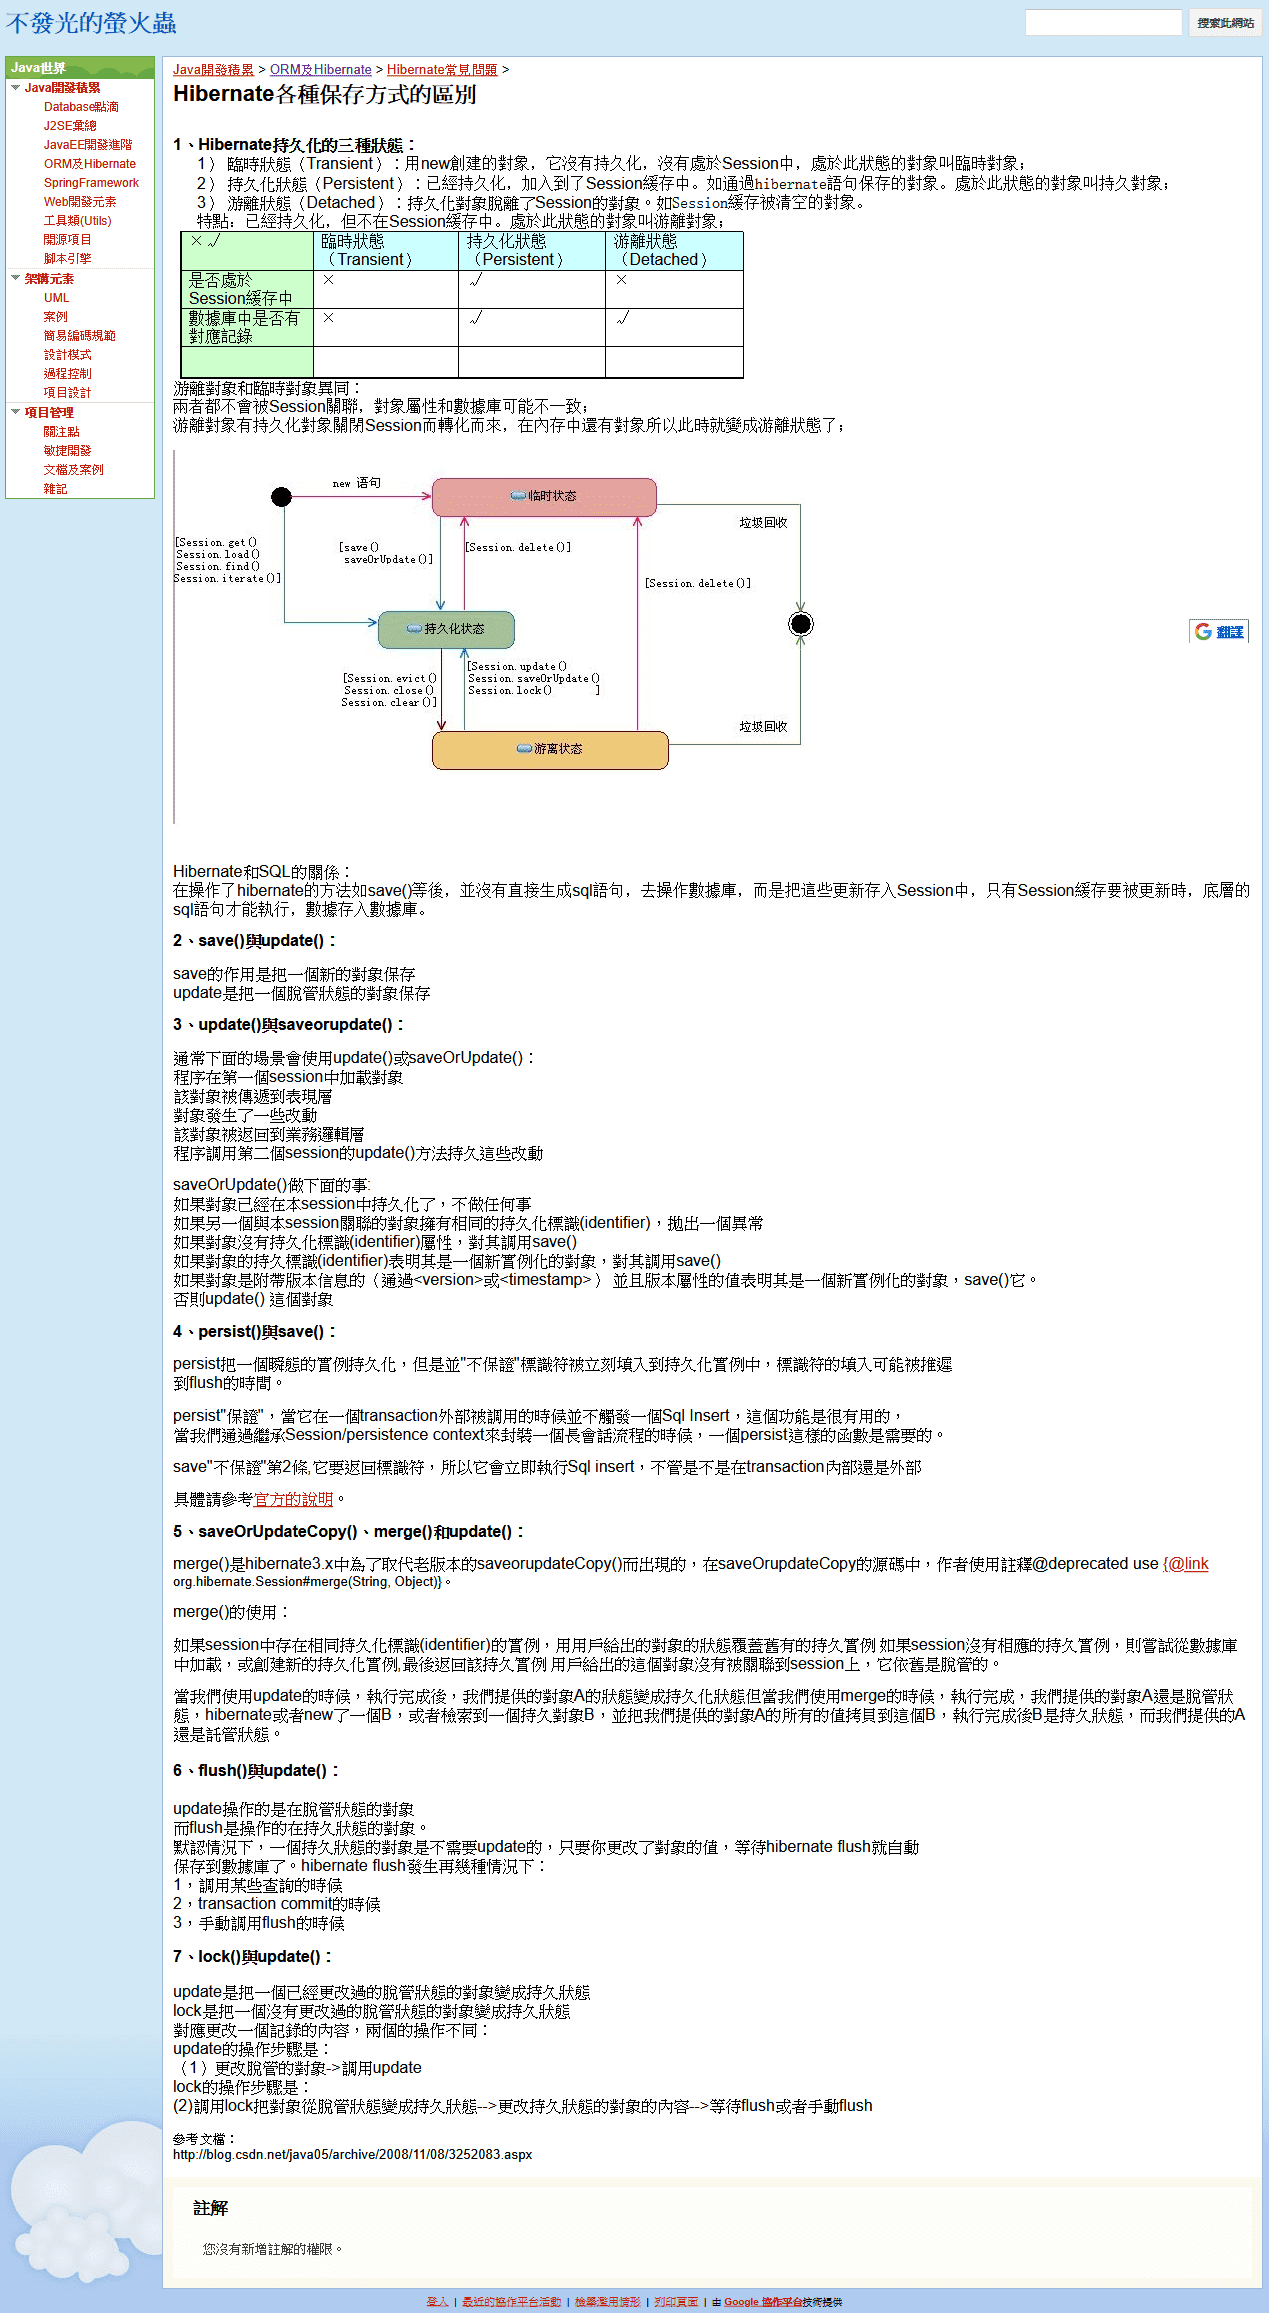 不發光的螢火蟲
搜索此網站
Java世界
Java開發積累
Database點滴
J2SE彙總
JavaEE開發進階
ORM及Hibernate
SpringFramework
Web開發元素
工具類(Utils)
開源項目
腳本引擎
架構元素
UML
案例
簡易編碼規範
設計模式
過程控制
項目設計
項目管理
關注點
敏捷開發
文檔及案例
雜記
Java開發積累 > ORM及Hibernate > Hibernate常見問題 >
Hibernate各種保存方式的區別
1、Hibernate持久化的三種狀態：
1） 臨時狀態（Transient）：用new創建的對象，它沒有持久化，沒有處於Session中，處於此狀態的對象叫臨時對象；
2） 持久化狀態（Persistent）：已經持久化，加入到了Session緩存中。如通過hibernate語句保存的對象。處於此狀態的對象叫持久對象；
3） 游離狀態（Detached）：持久化對象脫離了Session的對象。如Session緩存被清空的對象。
特點：已經持久化，但不在Session緩存中。處於此狀態的對象叫游離對象；
×√ 臨時狀態（Transient） 持久化狀態（Persistent） 游離狀態（Detached）
是否處於Session緩存中 × √ ×
數據庫中是否有對應記錄 × √ √
游離對象和臨時對象異同：
兩者都不會被Session關聯，對象屬性和數據庫可能不一致；
游離對象有持久化對象關閉Session而轉化而來，在內存中還有對象所以此時就變成游離狀態了；
new 语句
临时状态
垃圾回收
[Session.get()
Session.load()
Session.find()
Session.iterate()]
[save()
saveOrUpdate()]
[Session.delete()]
[Session.delete()]
持久化状态
[Session.evict()
Session.close()
Session.clear()]
[Session.update()
Session.saveOrUpdate()
Session.lock() ]
游离状态
垃圾回收
翻譯
Hibernate和SQL的關係：
在操作了hibernate的方法如save()等後，並沒有直接生成sql語句，去操作數據庫，而是把這些更新存入Session中，只有Session緩存要被更新時，底層的
sql語句才能執行，數據存入數據庫。
2、save()與update()：
save的作用是把一個新的對象保存
update是把一個脫管狀態的對象保存
3、update()與saveorupdate()：
通常下面的場景會使用update()或saveOrUpdate()：
程序在第一個session中加載對象
該對象被傳遞到表現層
對象發生了一些改動
該對象被返回到業務邏輯層
程序調用第二個session的update()方法持久這些改動
saveOrUpdate()做下面的事:
如果對象已經在本session中持久化了，不做任何事
如果另一個與本session關聯的對象擁有相同的持久化標識(identifier)，拋出一個異常
如果對象沒有持久化標識(identifier)屬性，對其調用save()
如果對象的持久標識(identifier)表明其是一個新實例化的對象，對其調用save()
如果對象是附帶版本信息的（通過<version>或<timestamp>） 並且版本屬性的值表明其是一個新實例化的對象，save()它。
否則update() 這個對象
4、persist()與save()：
persist把一個瞬態的實例持久化，但是並"不保證"標識符被立刻填入到持久化實例中，標識符的填入可能被推遲
到flush的時間。
persist"保證"，當它在一個transaction外部被調用的時候並不觸發一個Sql Insert，這個功能是很有用的，
當我們通過繼承Session/persistence context來封裝一個長會話流程的時候，一個persist這樣的函數是需要的。
save"不保證"第2條,它要返回標識符，所以它會立即執行Sql insert，不管是不是在transaction內部還是外部
具體請參考官方的說明。
5、saveOrUpdateCopy()、merge()和update()：
merge()是hibernate3.x中為了取代老版本的saveorupdateCopy()而出現的，在saveOrupdateCopy的源碼中，作者使用註釋@deprecated use {@link
org.hibernate.Session#merge(String, Object)}。
merge()的使用：
如果session中存在相同持久化標識(identifier)的實例，用用戶給出的對象的狀態覆蓋舊有的持久實例 如果session沒有相應的持久實例，則嘗試從數據庫
中加載，或創建新的持久化實例,最後返回該持久實例 用戶給出的這個對象沒有被關聯到session上，它依舊是脫管的。
當我們使用update的時候，執行完成後，我們提供的對象A的狀態變成持久化狀態但當我們使用merge的時候，執行完成，我們提供的對象A還是脫管狀
態，hibernate或者new了一個B，或者檢索到一個持久對象B，並把我們提供的對象A的所有的值拷貝到這個B，執行完成後B是持久狀態，而我們提供的A
還是託管狀態。
6、flush()與update()：
update操作的是在脫管狀態的對象
而flush是操作的在持久狀態的對象。
默認情況下，一個持久狀態的對象是不需要update的，只要你更改了對象的值，等待hibernate flush就自動
保存到數據庫了。hibernate flush發生再幾種情況下：
1，調用某些查詢的時候
2，transaction commit的時候
3，手動調用flush的時候
7、lock()與update()：
update是把一個已經更改過的脫管狀態的對象變成持久狀態
lock是把一個沒有更改過的脫管狀態的對象變成持久狀態
對應更改一個記錄的內容，兩個的操作不同：
update的操作步驟是：
（1）更改脫管的對象->調用update
lock的操作步驟是：
(2)調用lock把對象從脫管狀態變成持久狀態-->更改持久狀態的對象的內容-->等待flush或者手動flush
參考文檔：
http://blog.csdn.net/java05/archive/2008/11/08/3252083.aspx
註解
您沒有新增註解的權限。
登入 | 最近的協作平台活動 | 檢舉濫用情形 | 列印頁面 | 由 Google 協作平台技術提供